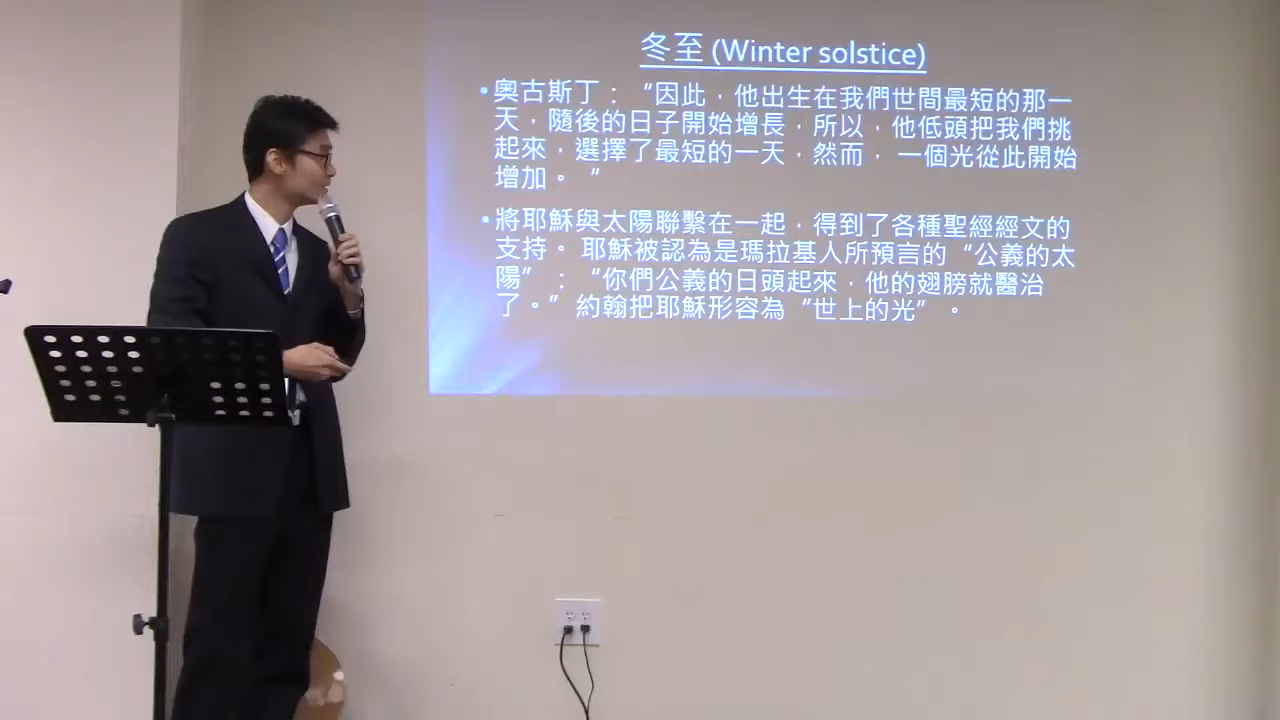 冬至 (Winter solstice)
•奧古斯丁：“因此，他出生在我們世間最短的那一
天，隨後的日子開始增長，所以，他低頭把我們挑
起來，選擇了最短的一天，然而， 一個光從此開始
增加。“
•將耶穌與太陽聯繫在一起，得到了各種聖經經文的
支持。 耶穌被認為是瑪拉基人所預言的“公義的太
陽” ：“你們公義的日頭起來，他的翅膀就醫治
了。” 約翰把耶穌形容為“世上的光” 。